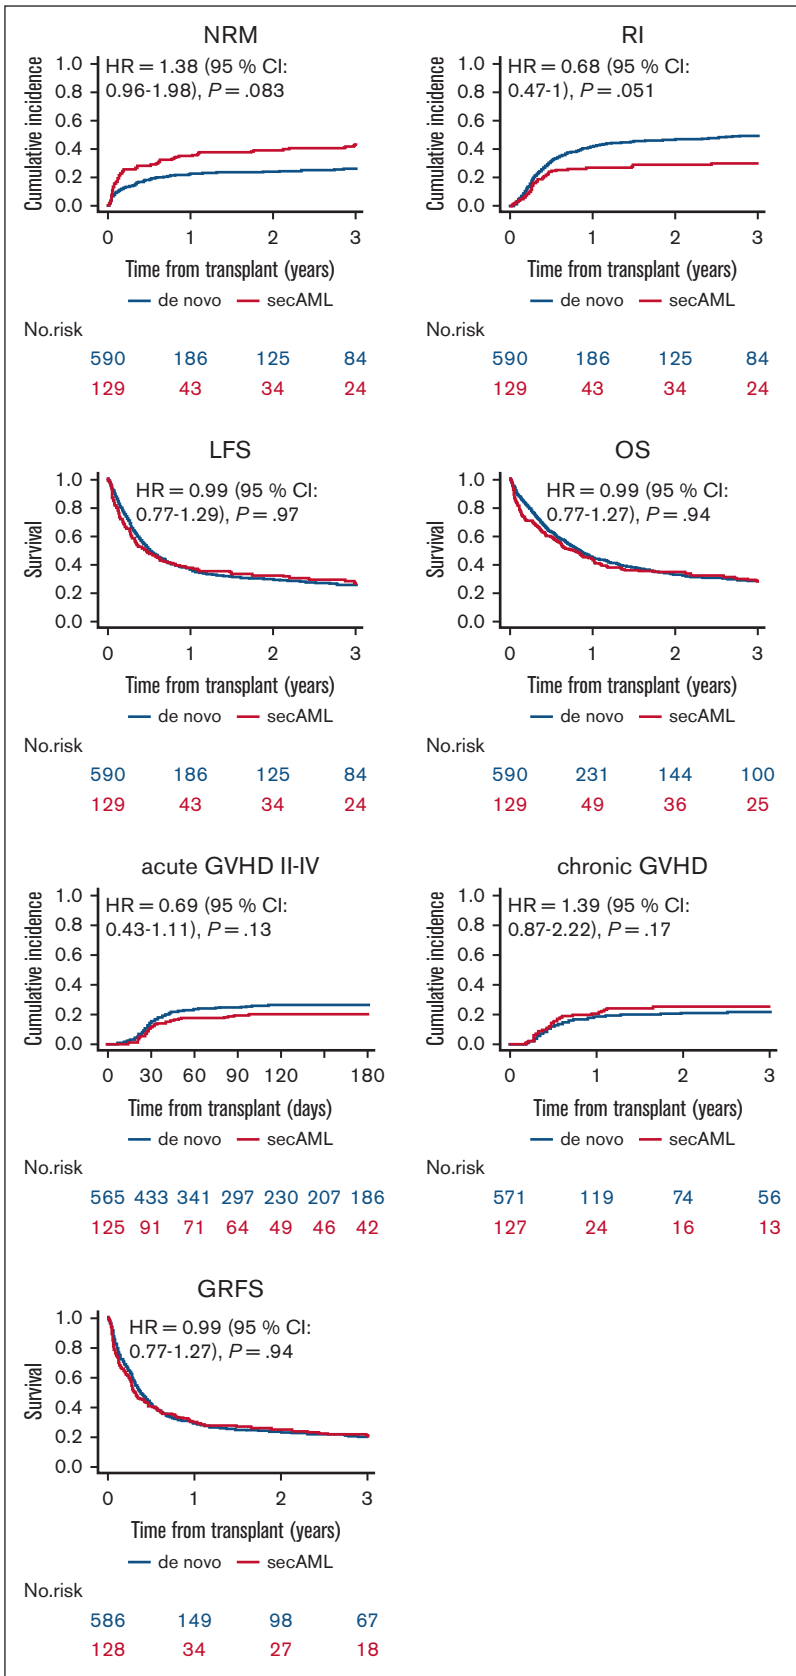 NRM
HR = 1.38 (95 % CI:
0.96-1.98), P = .083
Cumulative incidence
1.0
0.8
0.6
0.4
0.2
0.0
0 1 2 3
Time from transplant (years)
de novo secAML
No.risk
590 186 125 84
129 43 34 24
RI
HR = 0.68 (95 % CI:
0.47-1), P = .051
Cumulative incidence
1.0
0.8
0.6
0.4
0.2
0.0
0 1 2 3
Time from transplant (years)
de novo secAML
No.risk
590 186 125 84
129 43 34 24
LFS
HR = 0.99 (95 % CI:
0.77-1.29), P = .97
Survival
1.0
0.8
0.6
0.4
0.2
0.0
0 1 2 3
Time from transplant (years)
de novo secAML
No.risk
590 186 125 84
129 43 34 24
OS
HR = 0.99 (95 % CI:
0.77-1.27), P = .94
Survival
1.0
0.8
0.6
0.4
0.2
0.0
0 1 2 3
Time from transplant (years)
de novo secAML
No.risk
590 231 144 100
129 49 36 25
acute GVHD II-IV
HR = 0.69 (95 % CI:
0.43-1.11), P = .13
Cumulative incidence
1.0
0.8
0.6
0.4
0.2
0.0
0 30 60 90 120 180
Time from transplant (days)
de novo secAML
No.risk
565 433 341 297 230 207 186
125 91 71 64 49 46 42
chronic GVHD
HR = 1.39 (95 % CI:
0.87-2.22), P = .17
Cumulative incidence
1.0
0.8
0.6
0.4
0.2
0.0
0 1 2 3
Time from transplant (years)
de novo secAML
No.risk
571 119 74 56
127 24 16 13
GRFS
HR = 0.99 (95 % CI:
0.77-1.27), P = .94
Survival
1.0
0.8
0.6
0.4
0.2
0.0
0 1 2 3
Time from transplant (years)
de novo secAML
No.risk
586 149 98 67
128 34 27 18